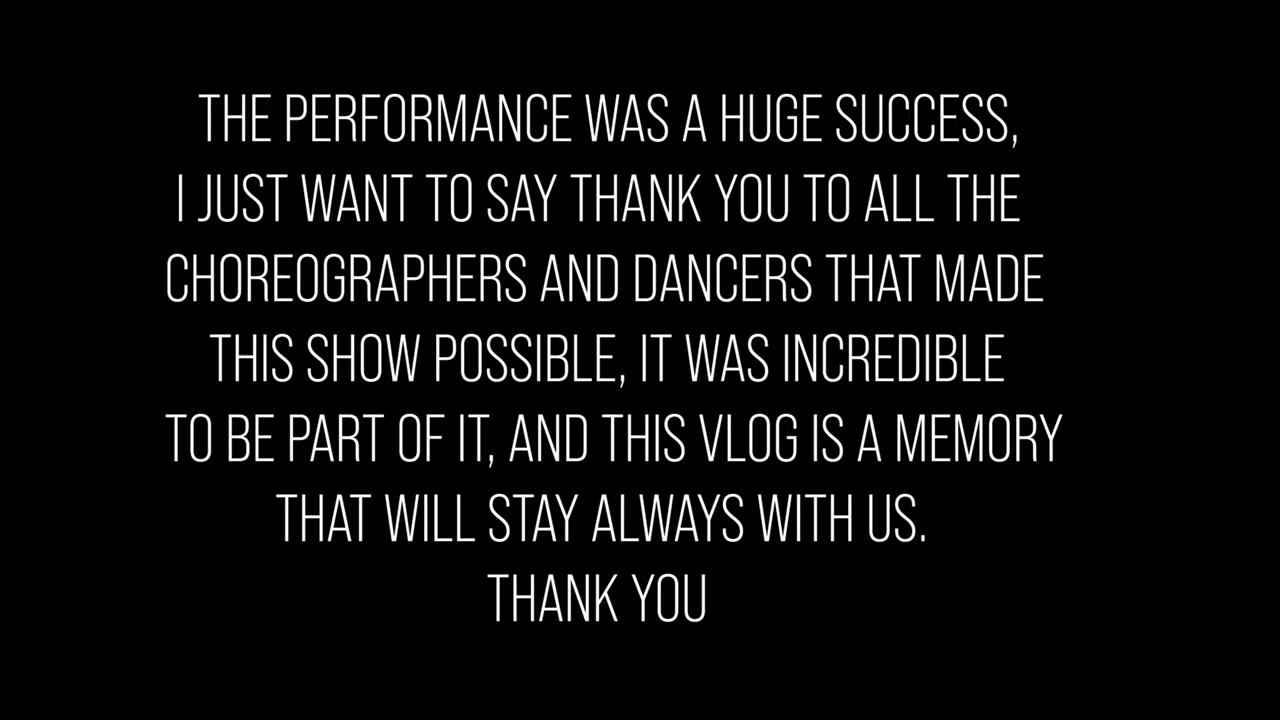 THE PERFORMANCE WAS A HUGE SUCCESS,
I JUST WANT TO SAY THANK YOU TO ALL THE
CHOREOGRAPHERS AND DANCERS THAT MADE
THIS SHOW POSSIBLE, IT WAS INCREDIBLE
TO BE PART OF IT, AND THIS VLOG IS A MEMORY
THAT WILL STAY ALWAYS WITH US.
THANK YOU